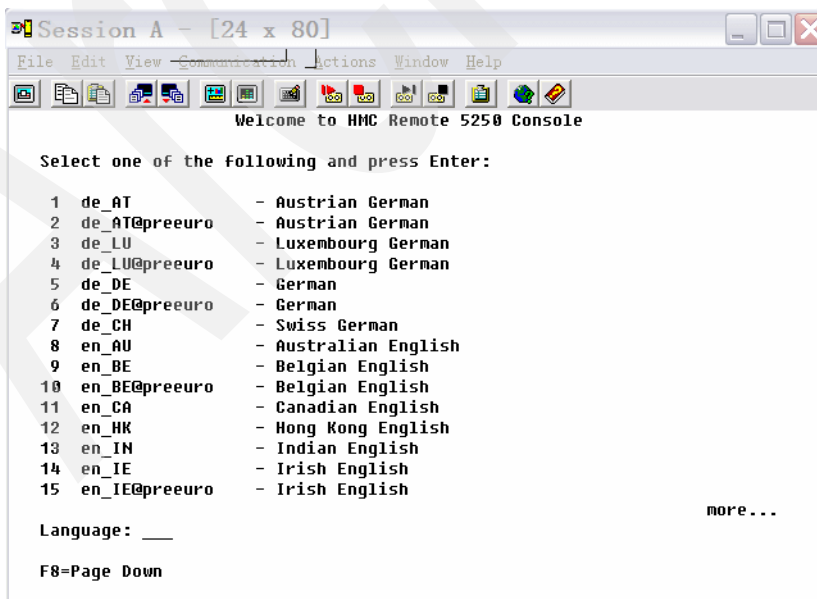 Session A - [24 x 80]
File Edit View Communication Actions Window Help
Welcome to HMC Remote 5250 Console
Select one of the following and press Enter:
1 de_AT - Austrian German
2 de_AT@preeuro - Austrian German
3 de_LU - Luxembourg German
4 de_LU@preeuro - Luxembourg German
5 de_DE - German
6 de_DE@preeuro - German
7 de_CH - Swiss German
8 en_AU - Australian English
9 en_BE - Belgian English
10 en_BE@preeuro - Belgian English
11 en_CA - Canadian English
12 en_HK - Hong Kong English
13 en_IN - Indian English
14 en_IE - Irish English
15 en_IE@preeuro - Irish English
more...
Language: ___
F8=Page Down